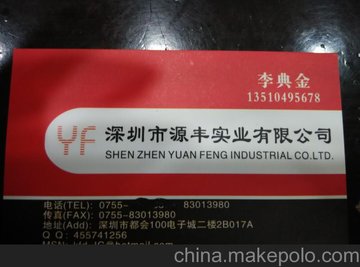 李典金
13510495678
YF 深圳市源丰实业有限公司
SHEN ZHEN YUAN FENG INDUSTRIAL CO.LTD.
电话(TEL): 0755- 83013980
传真(FAX): 0755-83013980
地址(Add): 深圳市都会100电子城二楼2B017A
Q Q: 455741256
china.makepolo.com